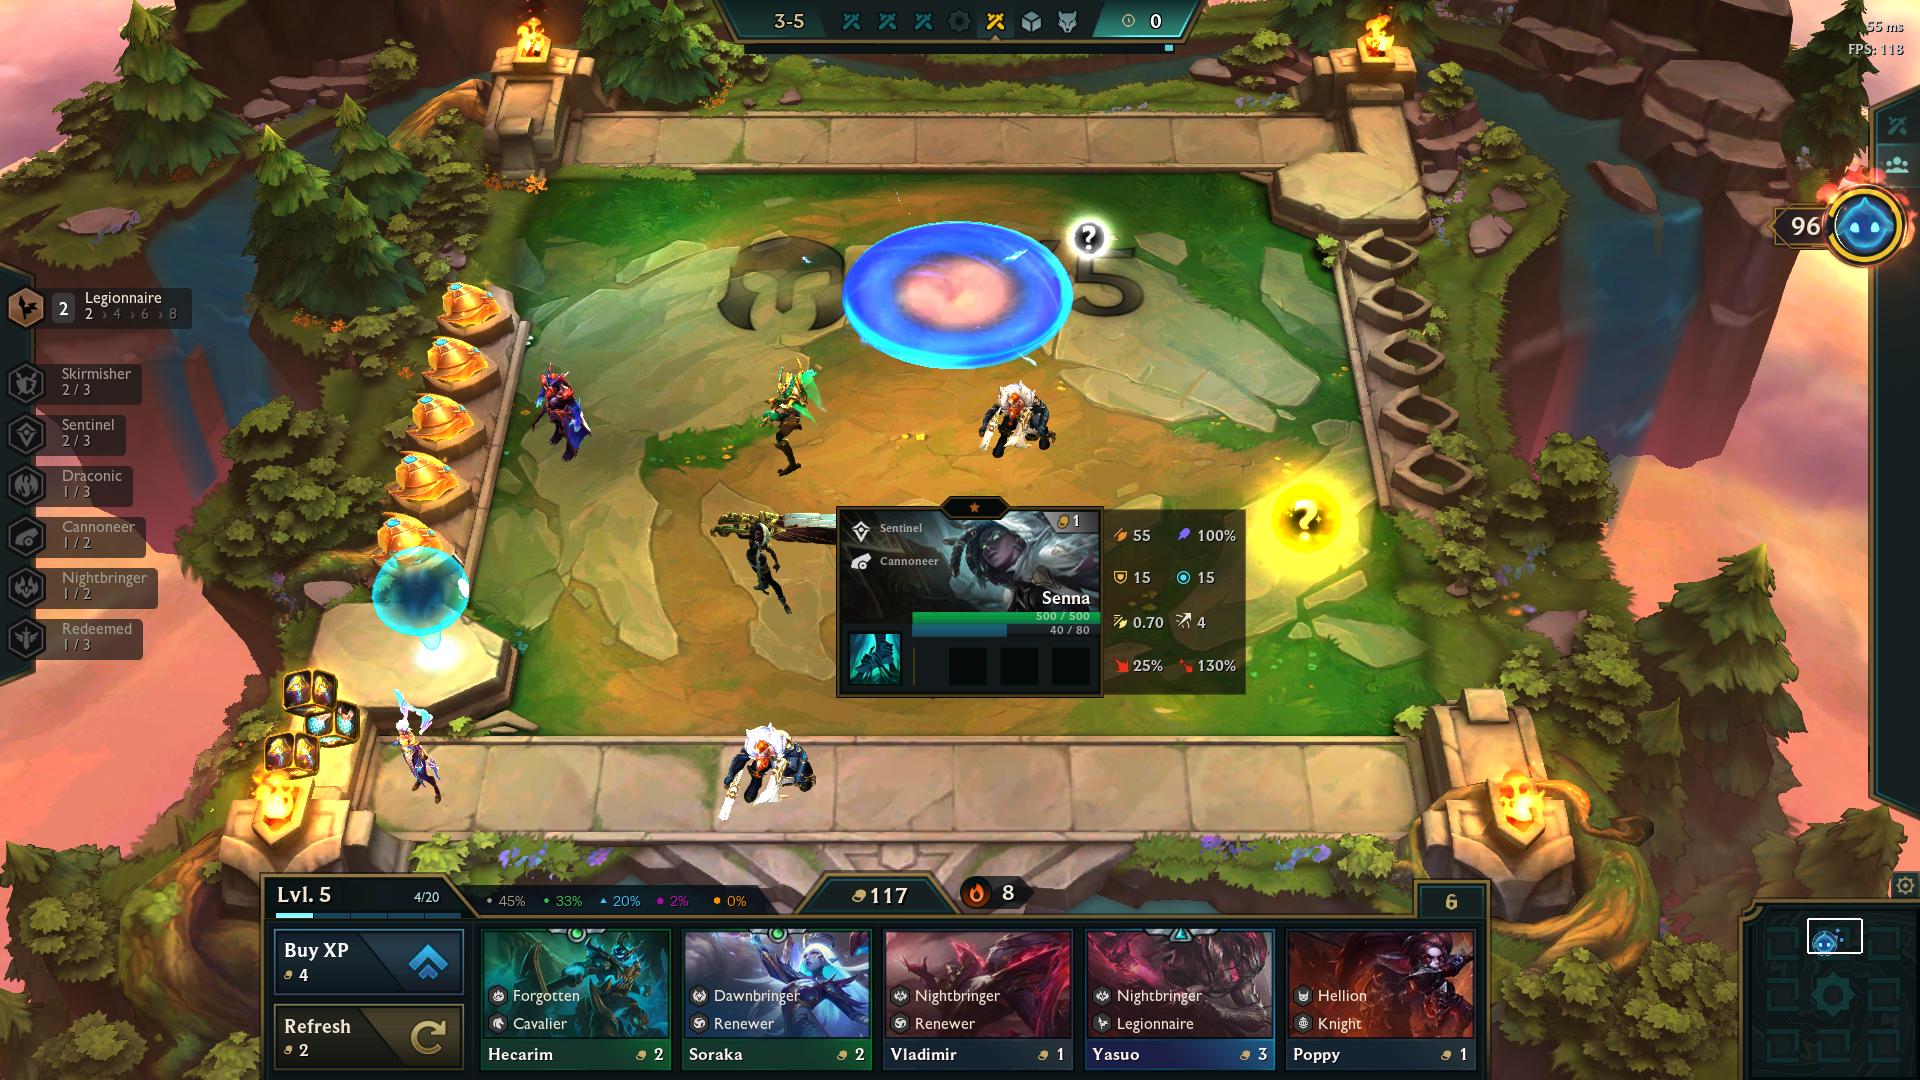 3-5
0
55 ms
FPS: 118
96
2
Legionnaire
2 › 4 › 6 › 8
Skirmisher
2 / 3
Sentinel
2 / 3
Draconic
1 / 3
Cannoneer
1 / 2
Nightbringer
1 / 2
Redeemed
1 / 3
?
5
?
Sentinel
1
Cannoneer
Senna
500 / 500
40 / 80
55
100%
15
15
0.70
4
25%
130%
Lvl. 5
4/20
45%
33%
20%
2%
0%
117
8
6
Buy XP
4
Refresh
2
Forgotten
Cavalier
Hecarim
2
Dawnbringer
Renewer
Soraka
2
Nightbringer
Renewer
Vladimir
1
Nightbringer
Legionnaire
Yasuo
3
Hellion
Knight
Poppy
1